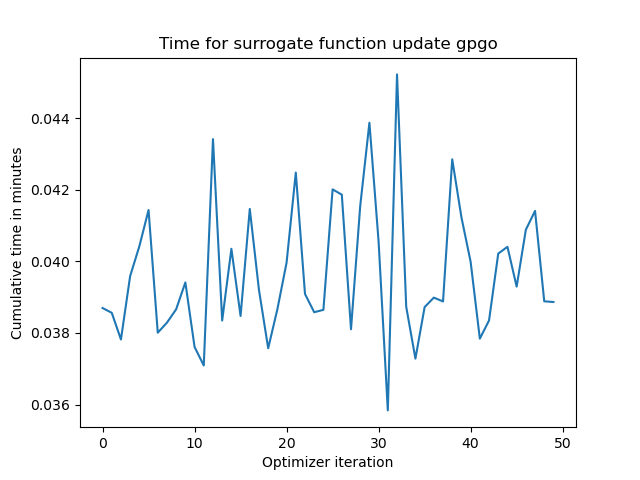 Time for surrogate function update gpgo
Cumulative time in minutes
0.044
0.042
0.040
0.038
0.036
0 10 20 30 40 50
Optimizer iteration